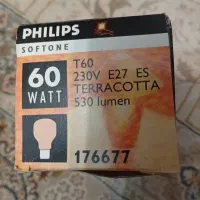 PHILIPS
SOFTONE
60
WATT
T60
230V E27 ES
TERRACOTTA
530 lumen
176677